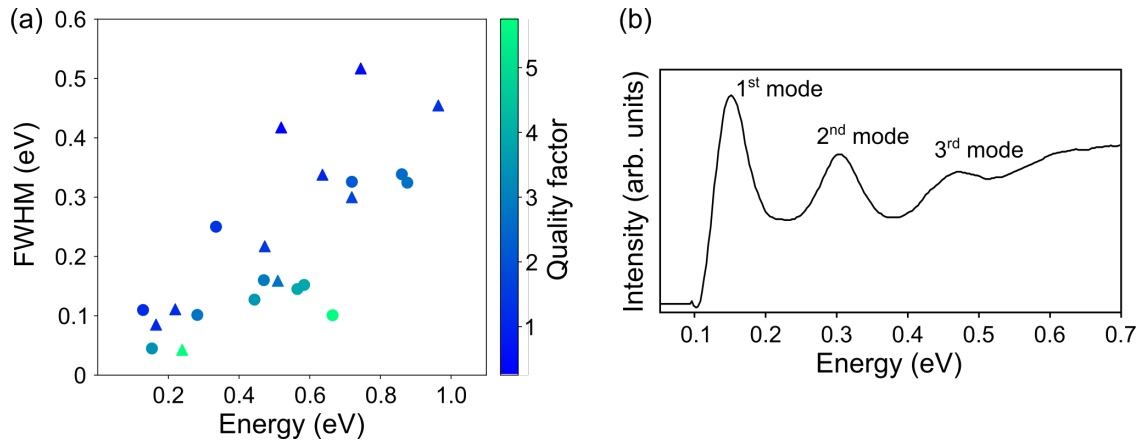 (a)
0.6
0.5
0.4
0.3
0.2
0.1
0
FWHM (eV)
0.2 0.4 0.6 0.8 1.0
Energy (eV)
5
4
3
2
1
Quality factor
(b)
1st mode
2nd mode
3rd mode
Intensity (arb. units)
0.1 0.2 0.3 0.4 0.5 0.6 0.7
Energy (eV)